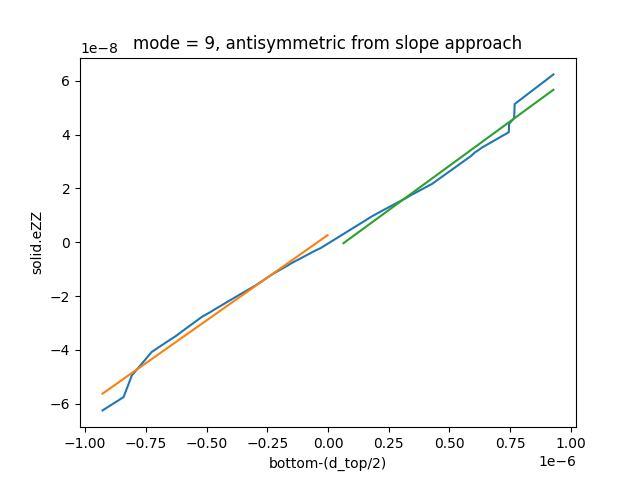 mode = 9, antisymmetric from slope approach
1e−8
6
4
2
0
−2
−4
−6
solid.eZZ
−1.00 −0.75 −0.50 −0.25 0.00 0.25 0.50 0.75 1.00
bottom-(d_top/2)
1e−6